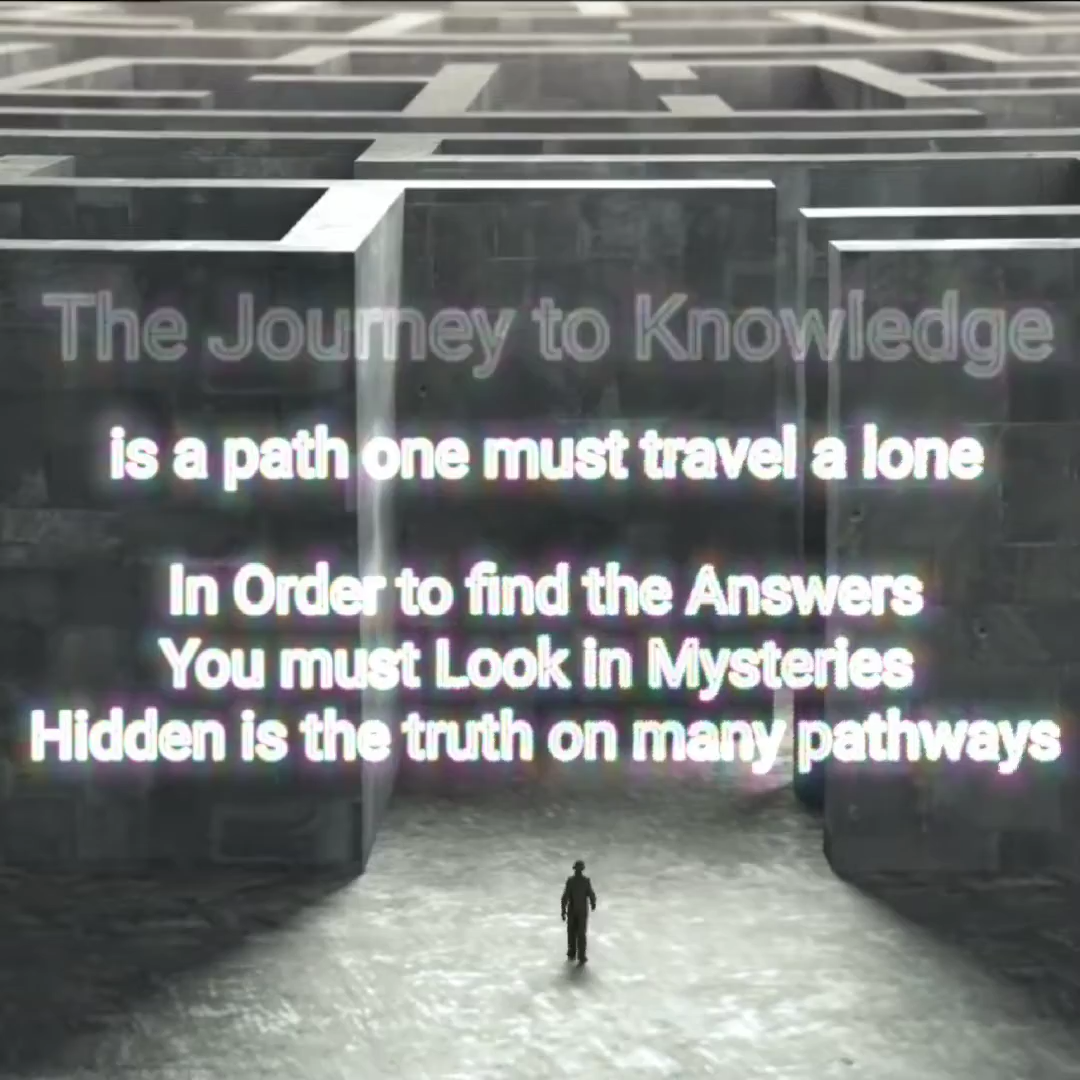 The Journey to Knowledge
is a path one must travel a lone
In Order to find the Answers
You must Look in Mysteries
Hidden is the truth on many pathways